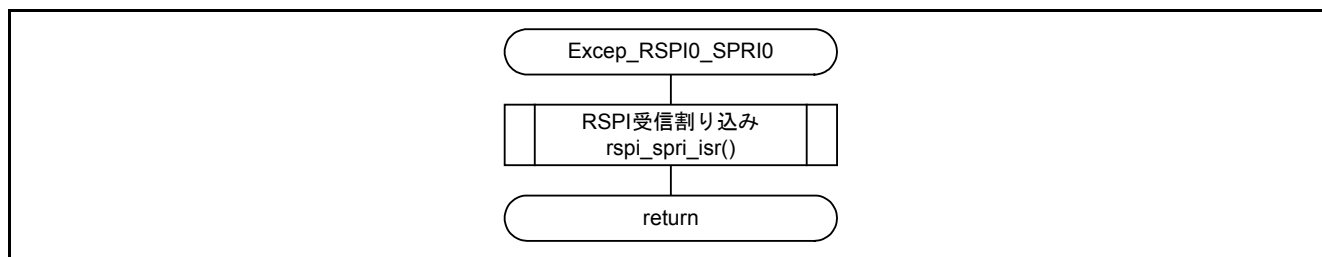 Excep_RSPI0_SPRI0
RSPI受信割り込み
rspi_spri_isr()
return